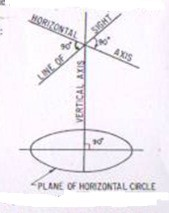 HORIZONTAL
SIGHT
90°
90°
LINE OF
AXIS
VERTICAL AXIS
90°
PLANE OF HORIZONTAL CIRCLE